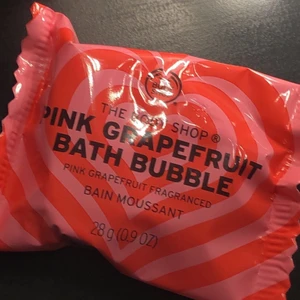 THE BODY SHOP®
PINK GRAPEFRUIT
BATH BUBBLE
PINK GRAPEFRUIT FRAGRANCED
BAIN MOUSSANT
28 g (0.9 OZ)